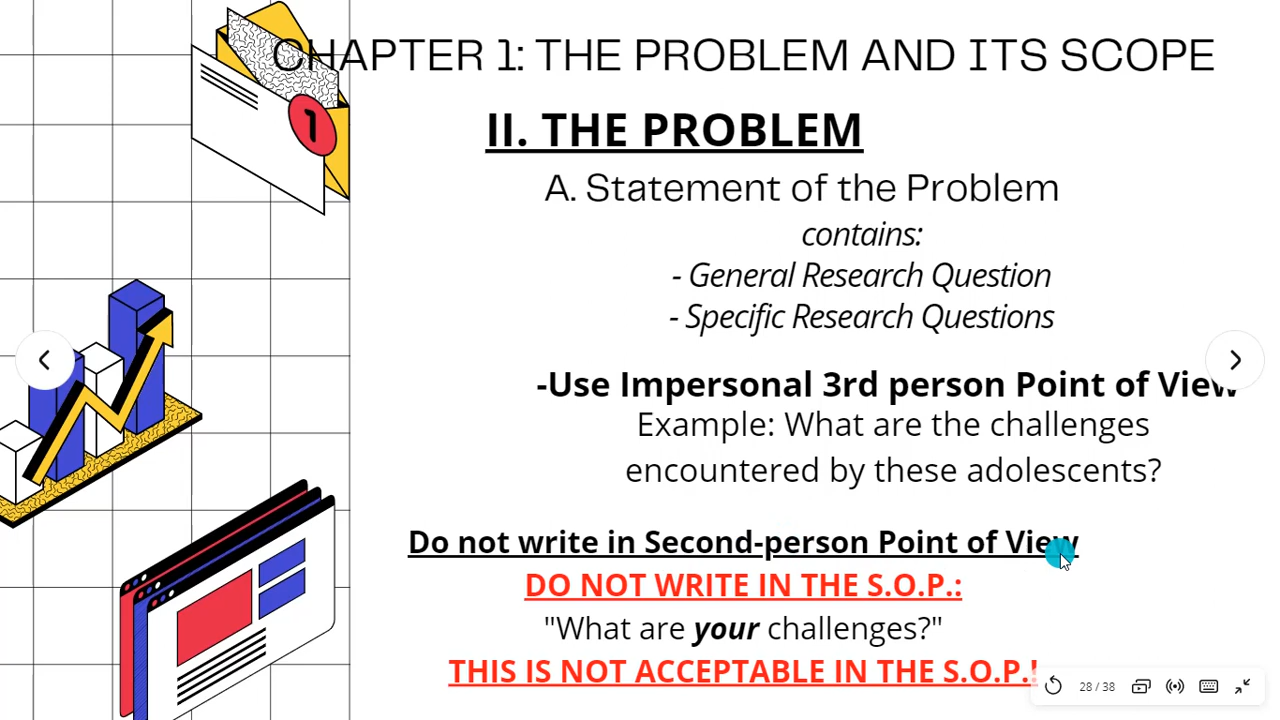 CHAPTER 1: THE PROBLEM AND ITS SCOPE
1
II. THE PROBLEM
A. Statement of the Problem
contains:
- General Research Question
- Specific Research Questions
-Use Impersonal 3rd person Point of View
Example: What are the challenges
encountered by these adolescents?
Do not write in Second-person Point of View
DO NOT WRITE IN THE S.O.P.:
"What are your challenges?"
THIS IS NOT ACCEPTABLE IN THE S.O.P.!
28 / 38